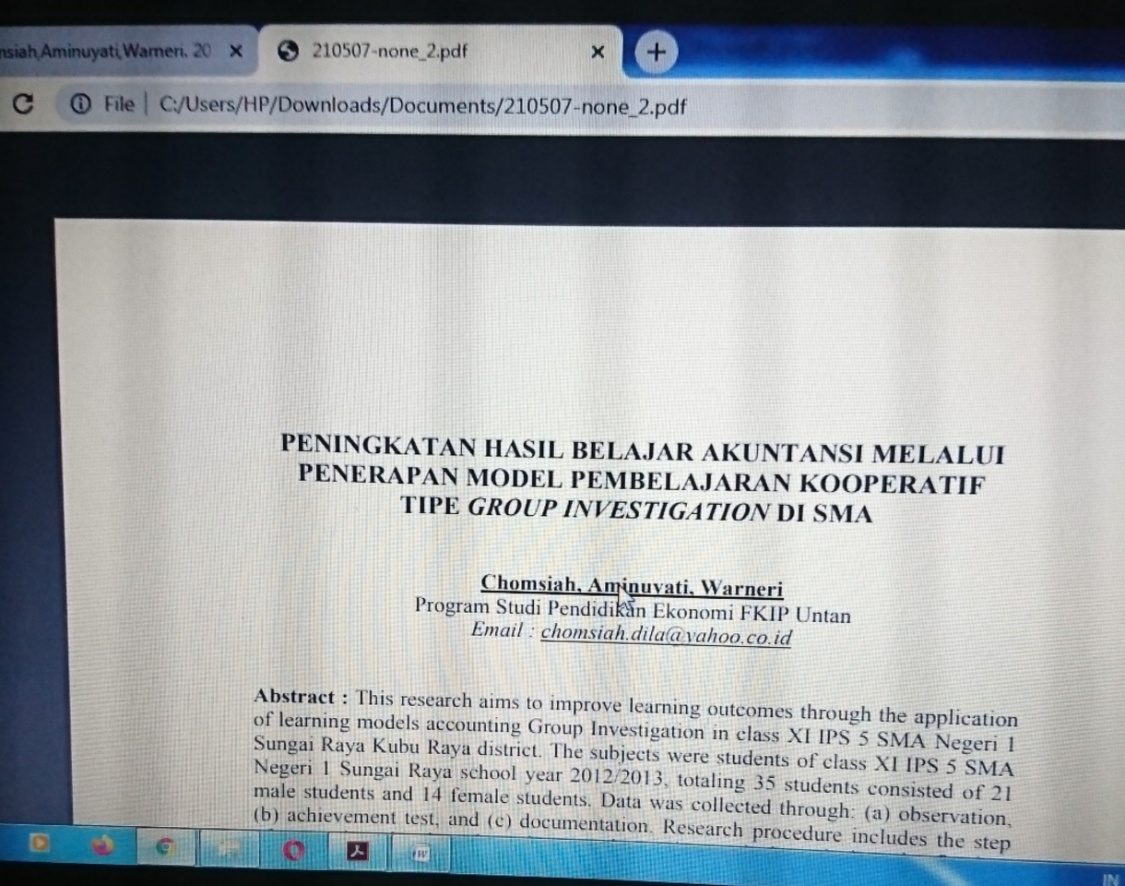 nsiah,Aminuyati,Warneri. 20
210507-none_2.pdf
File | C:/Users/HP/Downloads/Documents/210507-none_2.pdf
PENINGKATAN HASIL BELAJAR AKUNTANSI MELALUI
PENERAPAN MODEL PEMBELAJARAN KOOPERATIF
TIPE GROUP INVESTIGATION DI SMA
Chomsiah, Aminuyati, Warneri
Program Studi Pendidikan Ekonomi FKIP Untan
Email : chomsiah.dila@yahoo.co.id
Abstract : This research aims to improve learning outcomes through the application
of learning models accounting Group Investigation in class XI IPS 5 SMA Negeri 1
Sungai Raya Kubu Raya district. The subjects were students of class XI IPS 5 SMA
Negeri 1 Sungai Raya school year 2012/2013, totaling 35 students consisted of 21
male students and 14 female students. Data was collected through: (a) observation,
(b) achievement test, and (c) documentation. Research procedure includes the step
IN